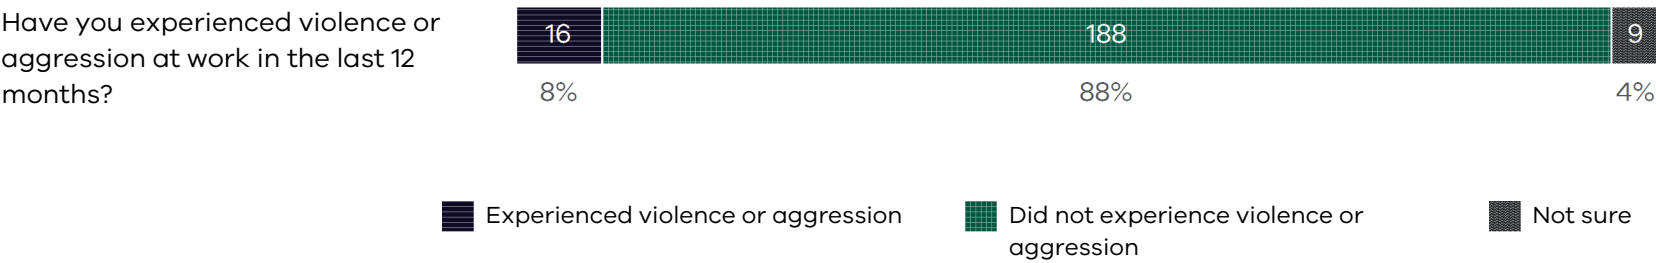 Have you experienced violence or
aggression at work in the last 12
months?
16
188
9
8%
88%
4%
Experienced violence or aggression
Did not experience violence or
aggression
Not sure